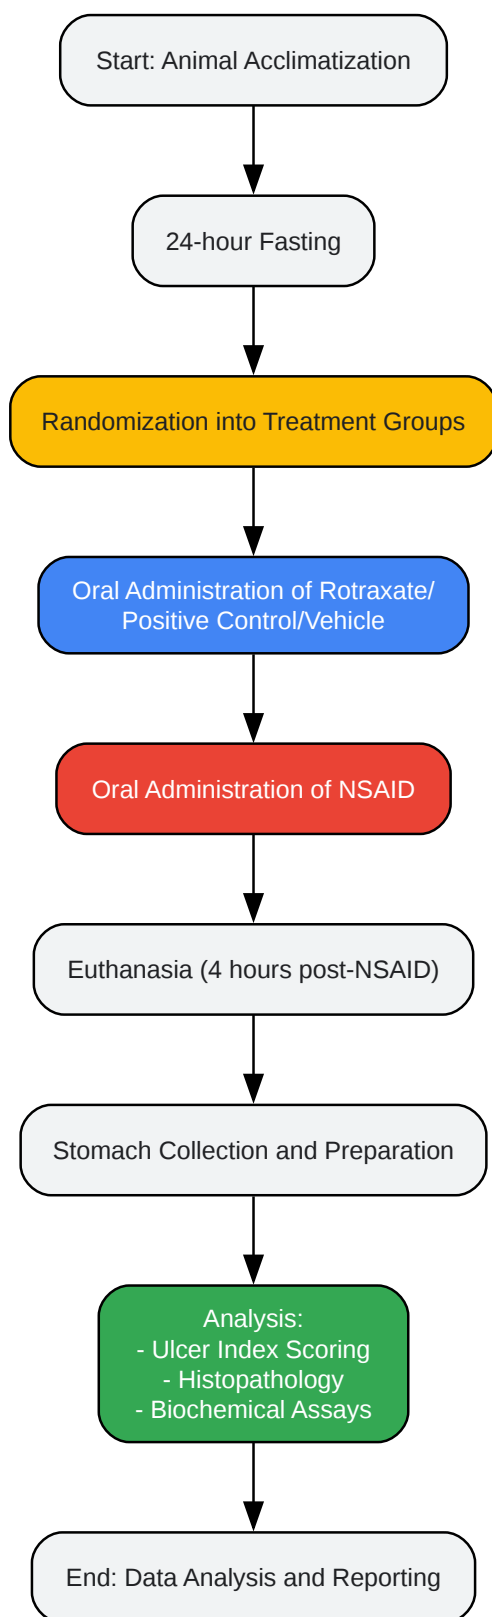 Start: Animal Acclimatization
24-hour Fasting
Randomization into Treatment Groups
Oral Administration of Rotraxate/
Positive Control/Vehicle
Oral Administration of NSAID
Euthanasia (4 hours post-NSAID)
Stomach Collection and Preparation
Analysis:
- Ulcer Index Scoring
- Histopathology
- Biochemical Assays
End: Data Analysis and Reporting